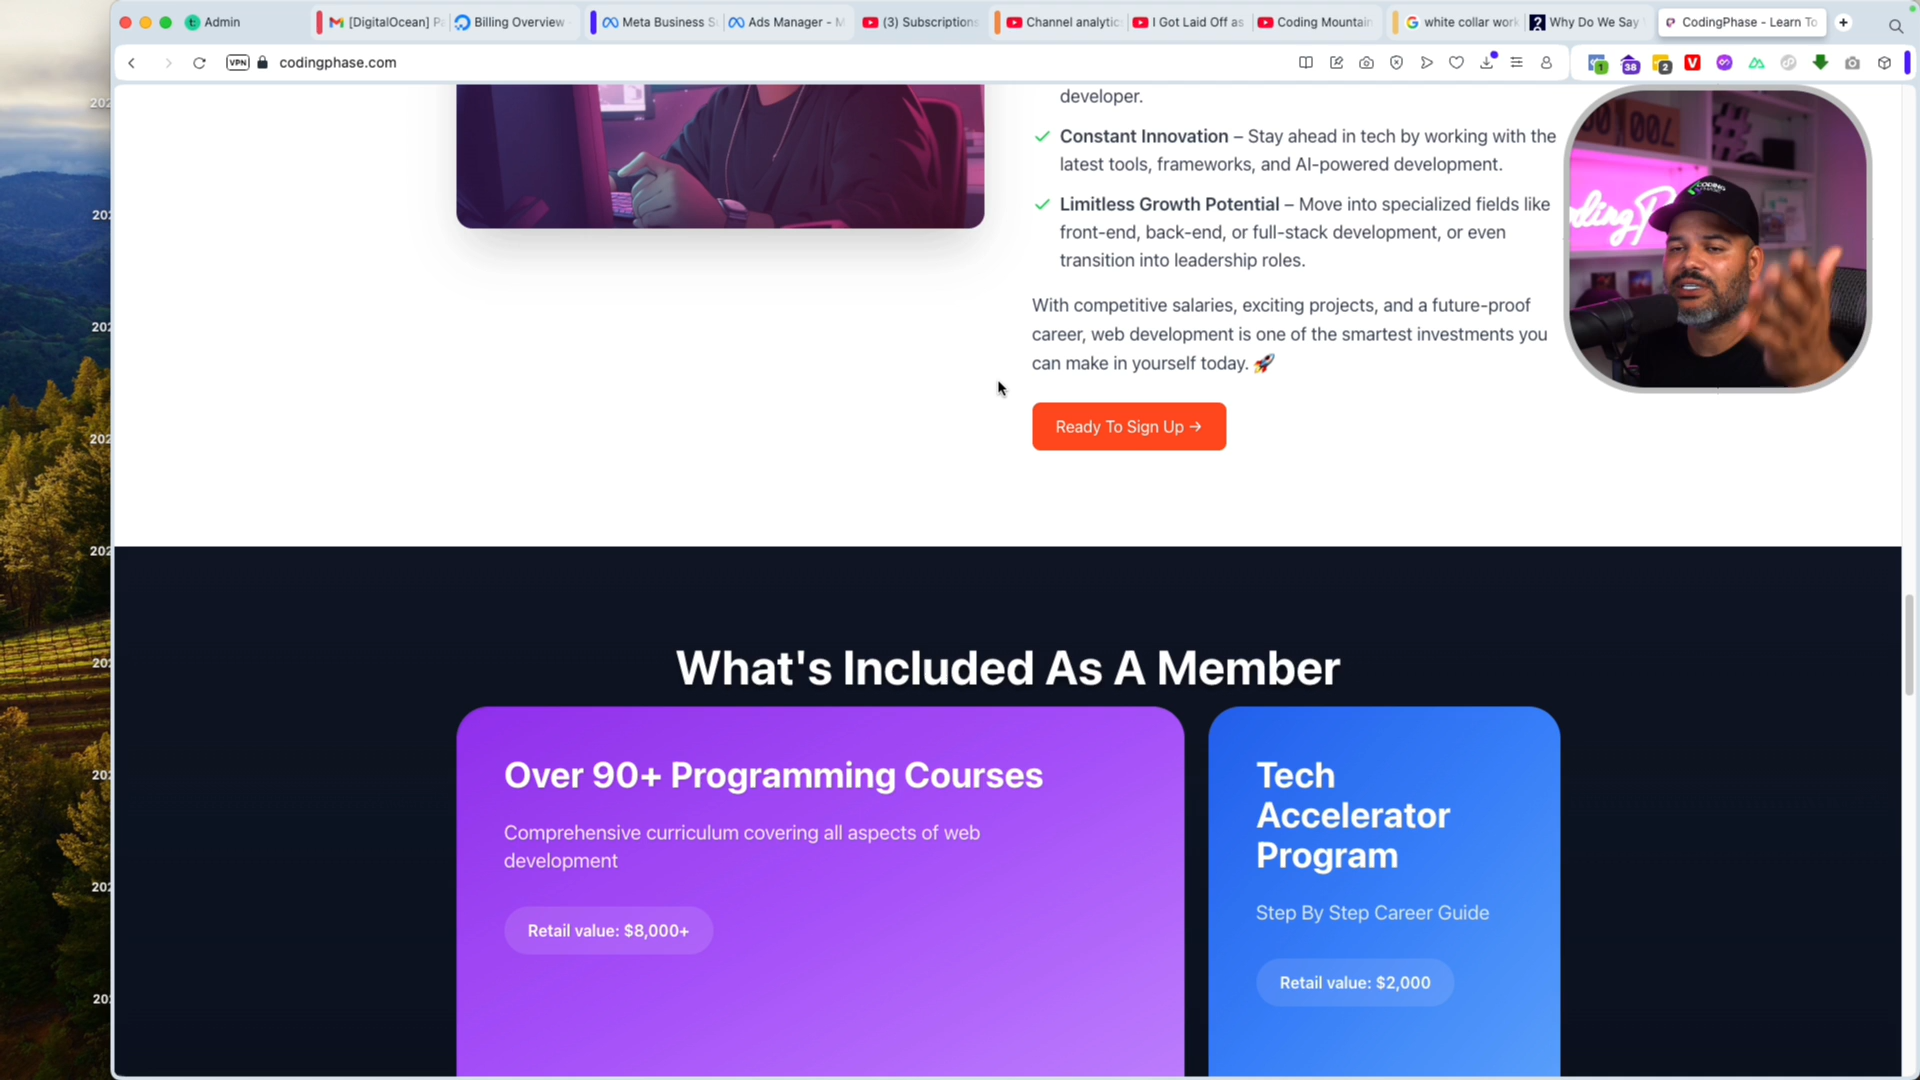 Admin
[DigitalOcean] Pa
Billing Overview -
Meta Business S
Ads Manager - M
(3) Subscriptions
Channel analytic
I Got Laid Off as
Coding Mountain
white collar work
Why Do We Say
CodingPhase - Learn To
VPN
codingphase.com
1
38
2
developer.
Constant Innovation – Stay ahead in tech by working with the
latest tools, frameworks, and AI-powered development.
Limitless Growth Potential – Move into specialized fields like
front-end, back-end, or full-stack development, or even
transition into leadership roles.
With competitive salaries, exciting projects, and a future-proof
career, web development is one of the smartest investments you
can make in yourself today. 🚀
Ready To Sign Up →
What's Included As A Member
Over 90+ Programming Courses
Comprehensive curriculum covering all aspects of web
development
Retail value: $8,000+
Tech
Accelerator
Program
Step By Step Career Guide
Retail value: $2,000